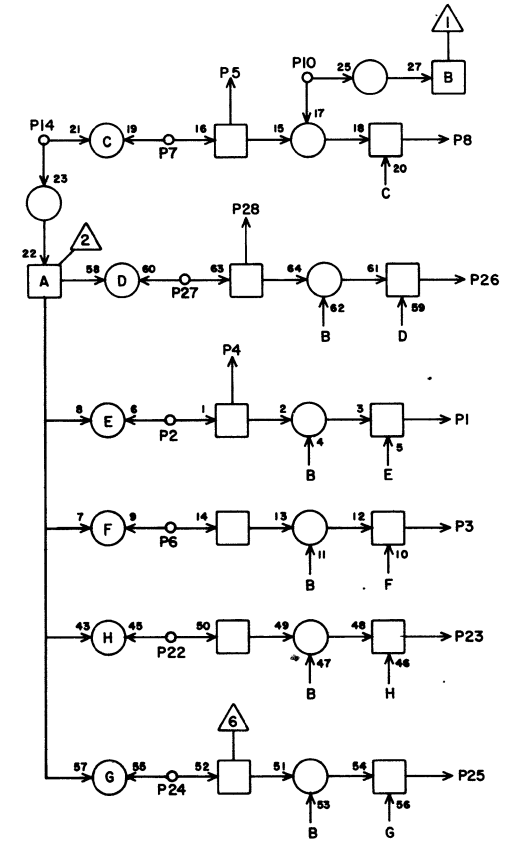 1
P10 25 27 B
P5
17
P14 21 C 19 P7 16 15 18 P8
20
C
23
P28
22 2
A 58 D 60 P27 63 64 61 P26
62 59
B D
P4
8 E 6 P2 1 2 3 P1
4 5
B E
7 F 9 P6 14 13 12 P3
11 10
B F
43 H 45 P22 50 49 48 P23
47 46
B H
6
57 G 55 P24 52 51 54 P25
53 56
B G